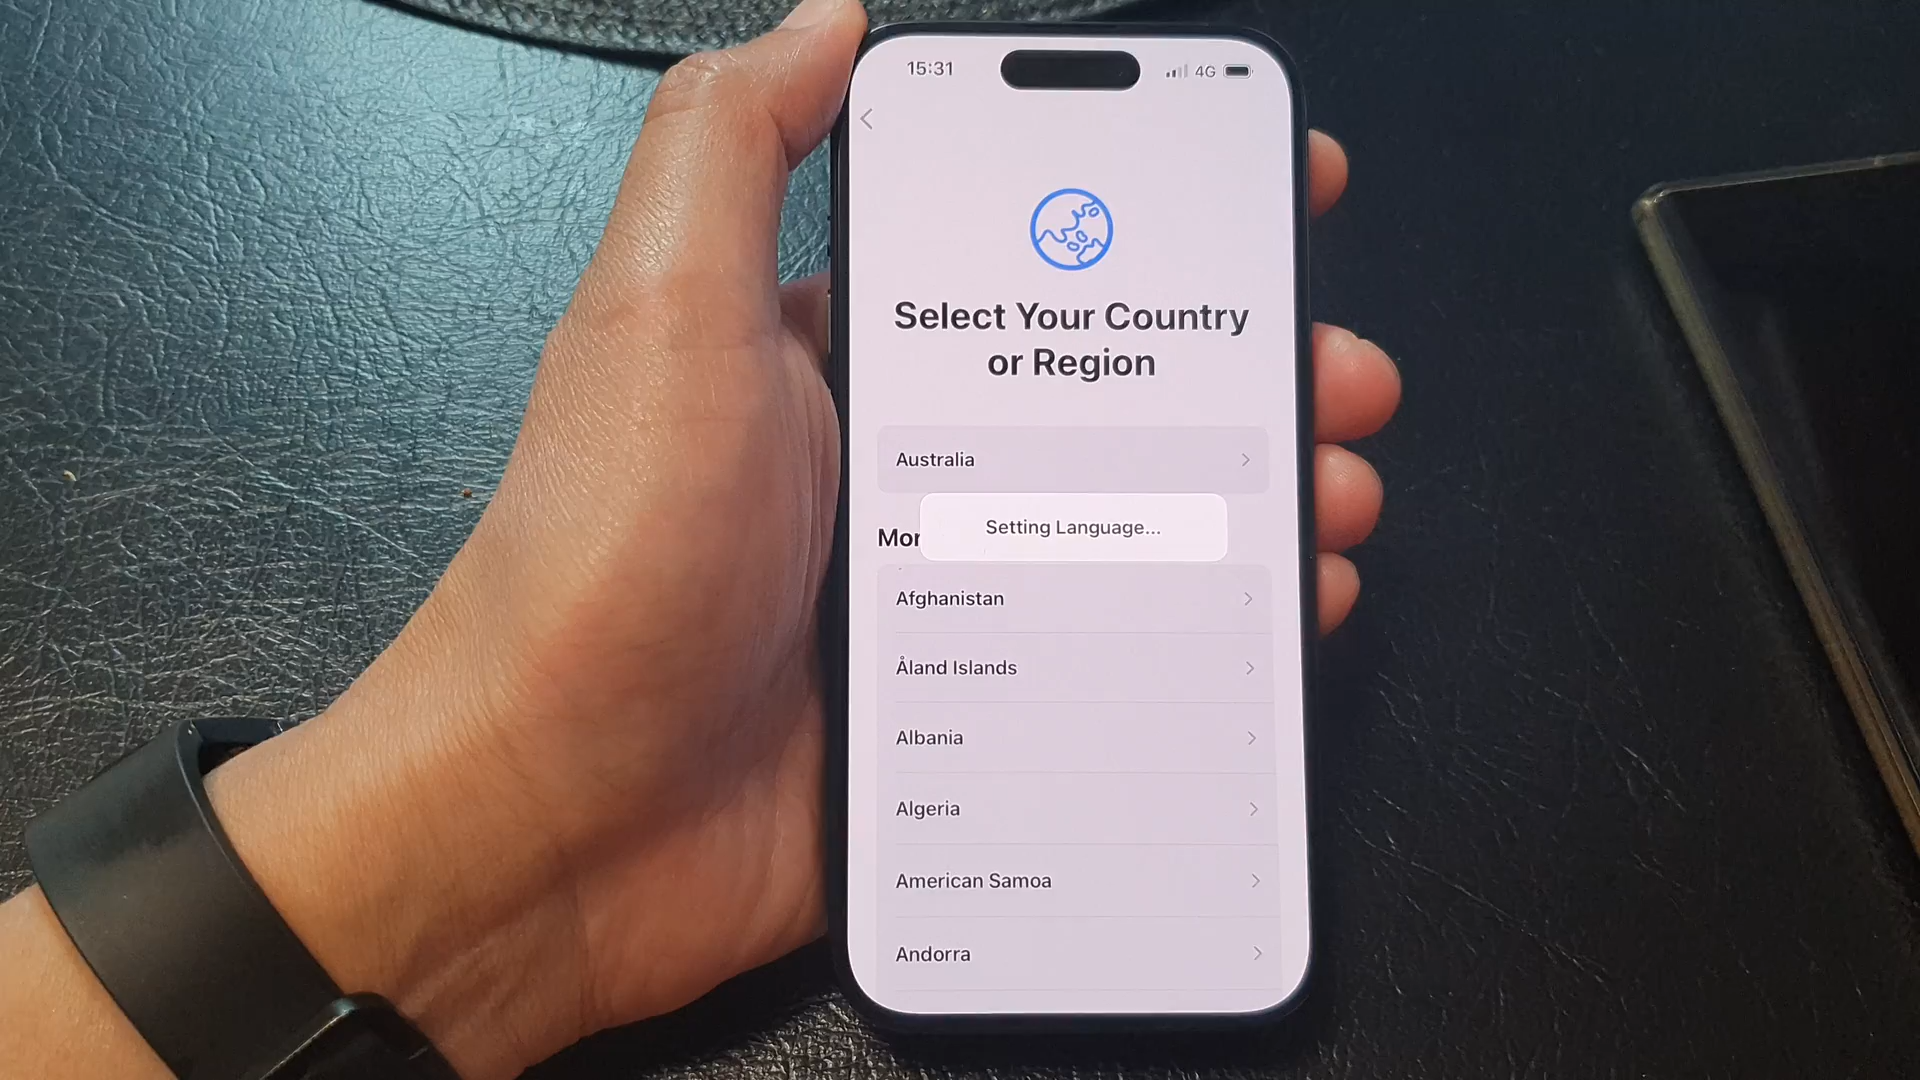 15:31 4G
Select Your Country
or Region
Australia
Setting Language...
Afghanistan
Åland Islands
Albania
Algeria
American Samoa
Andorra